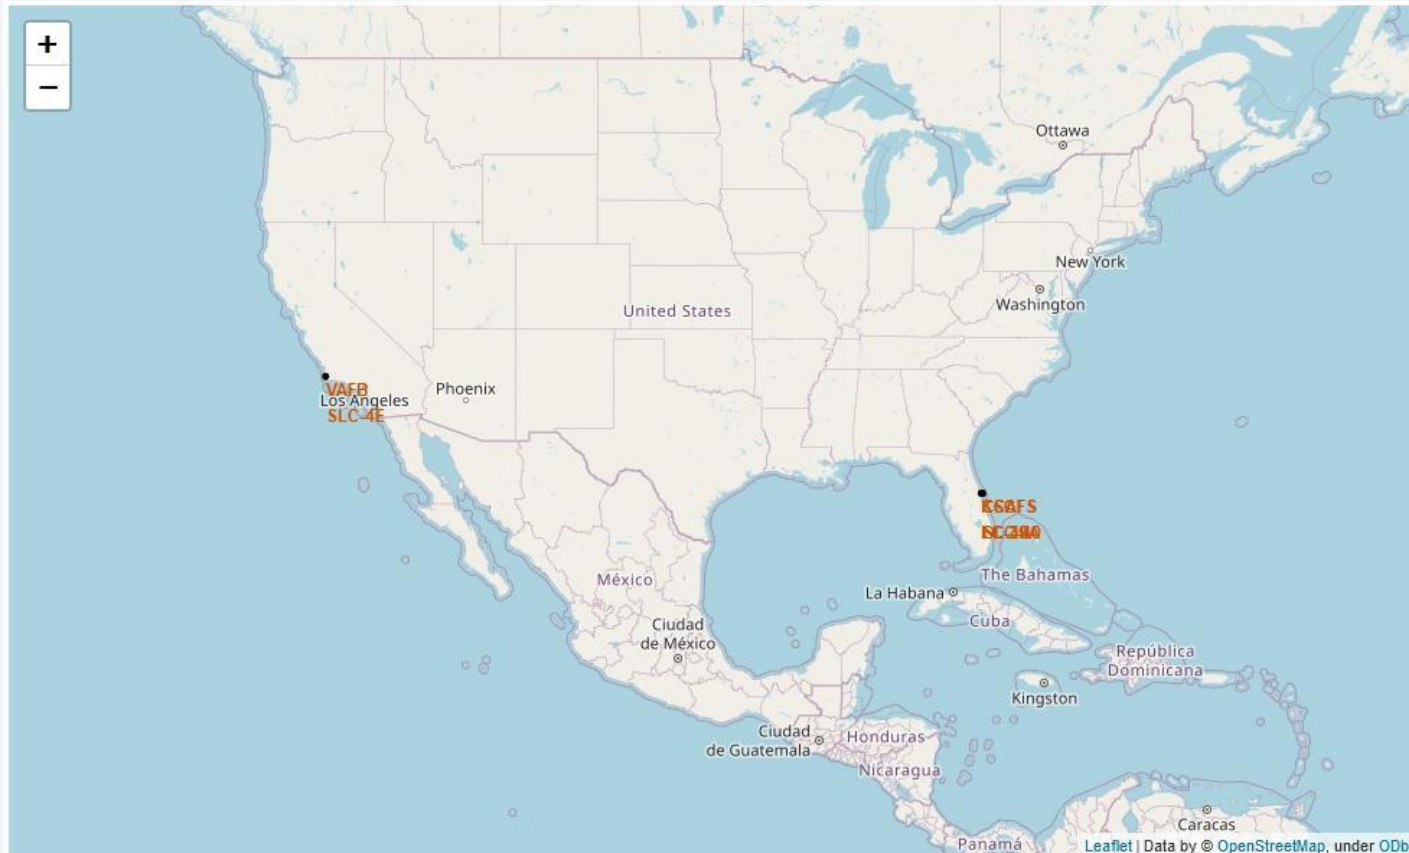 +
−
Ottawa
New York
Washington
United States
Phoenix
VAFB
Los Angeles
SLC-4E
The Bahamas
La Habana
Cuba
México
Ciudad
de México
República
Dominicana
Kingston
Ciudad
de Guatemala
Honduras
Nicaragua
Caracas
Panamá
Leaflet | Data by © OpenStreetMap, under ODb